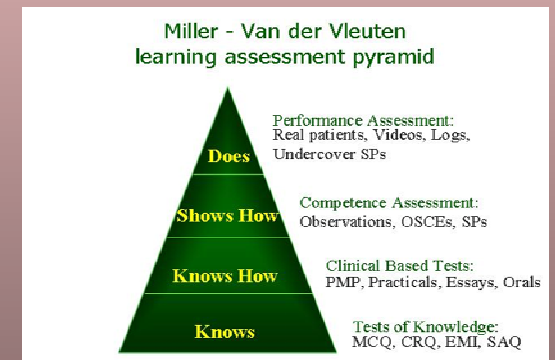 Miller - Van der Vleuten
learning assessment pyramid
Performance Assessment:
Real patients, Videos, Logs,
Undercover SPs
Does
Competence Assessment:
Observations, OSCEs, SPs
Shows How
Clinical Based Tests:
PMP, Practicals, Essays, Orals
Knows How
Tests of Knowledge:
MCQ, CRQ, EMI, SAQ
Knows